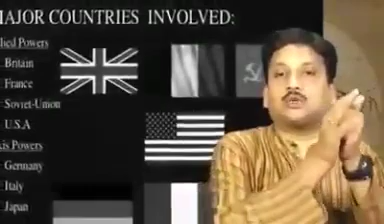 MAJOR COUNTRIES INVOLVED:
llied Powers
Britain
France
Soviet-Union
U.S.A
xis Powers
Germany
Italy
Japan